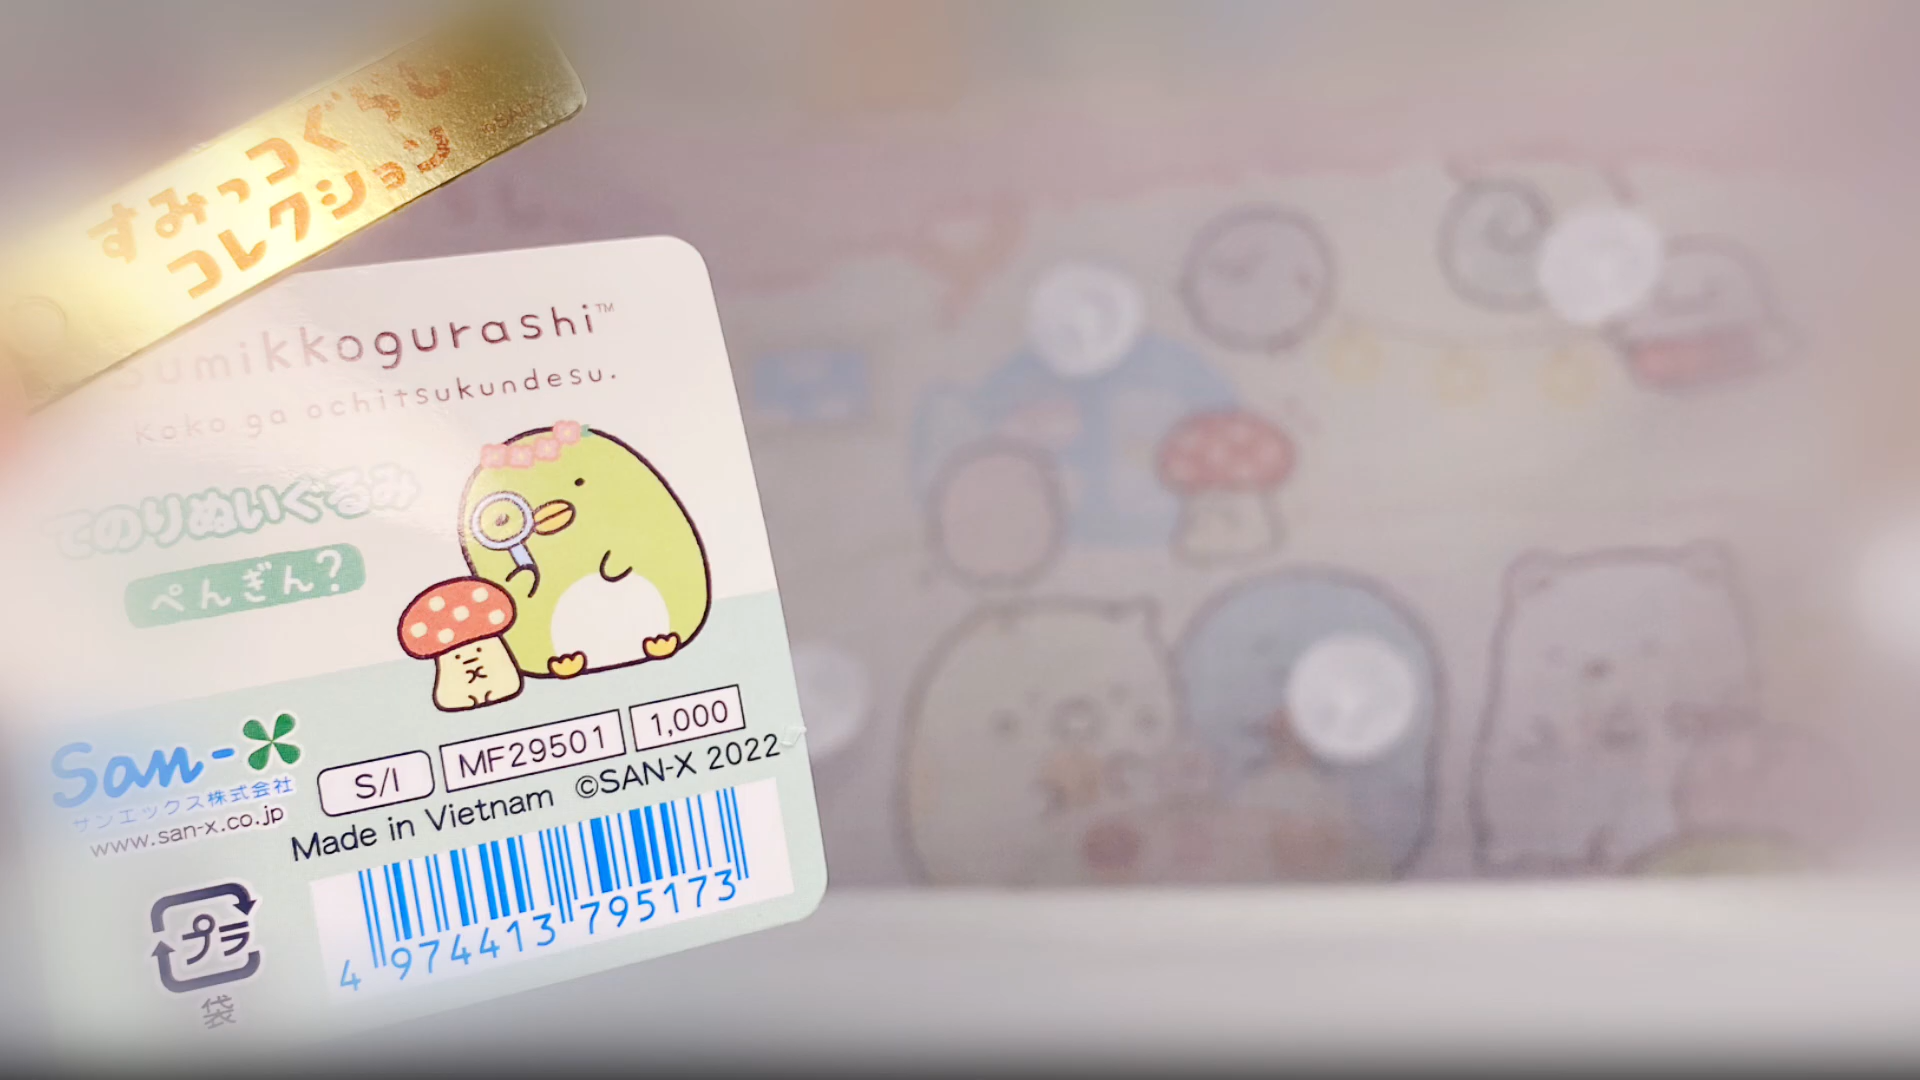 すみっコぐらし
コレクション
Sumikkogurashi™
Koko ga ochitsukundesu.
てのりぬいぐるみ
ぺんぎん?
San-X
サンエックス株式会社
www.san-x.co.jp
S/I MF29501 1,000
Made in Vietnam ©SAN-X 2022
4 974413 795173
プラ
袋